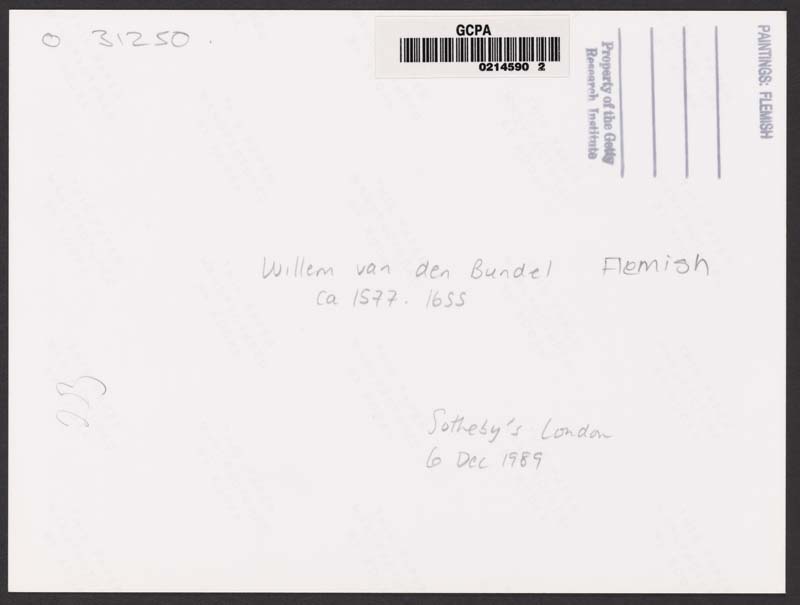 0 31250.
GCPA
0214590 2
Property of the Getty
Research Institute
PAINTINGS: FLEMISH
Willem van den Bundel Flemish
ca 1577. 1655
Sotheby's London
6 Dec 1989